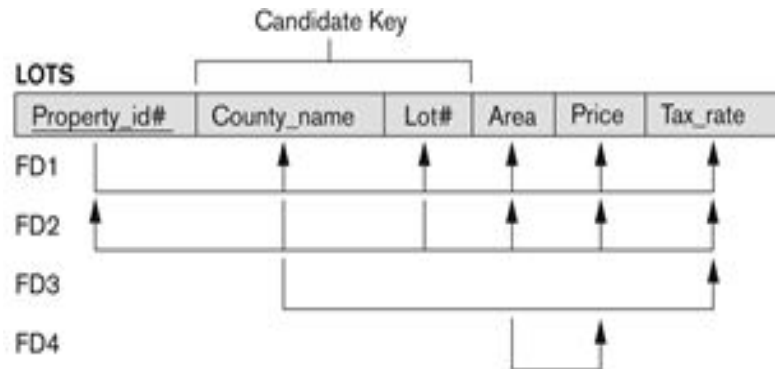 Candidate Key
LOTS
Property_id# County_name Lot# Area Price Tax_rate
FD1
FD2
FD3
FD4